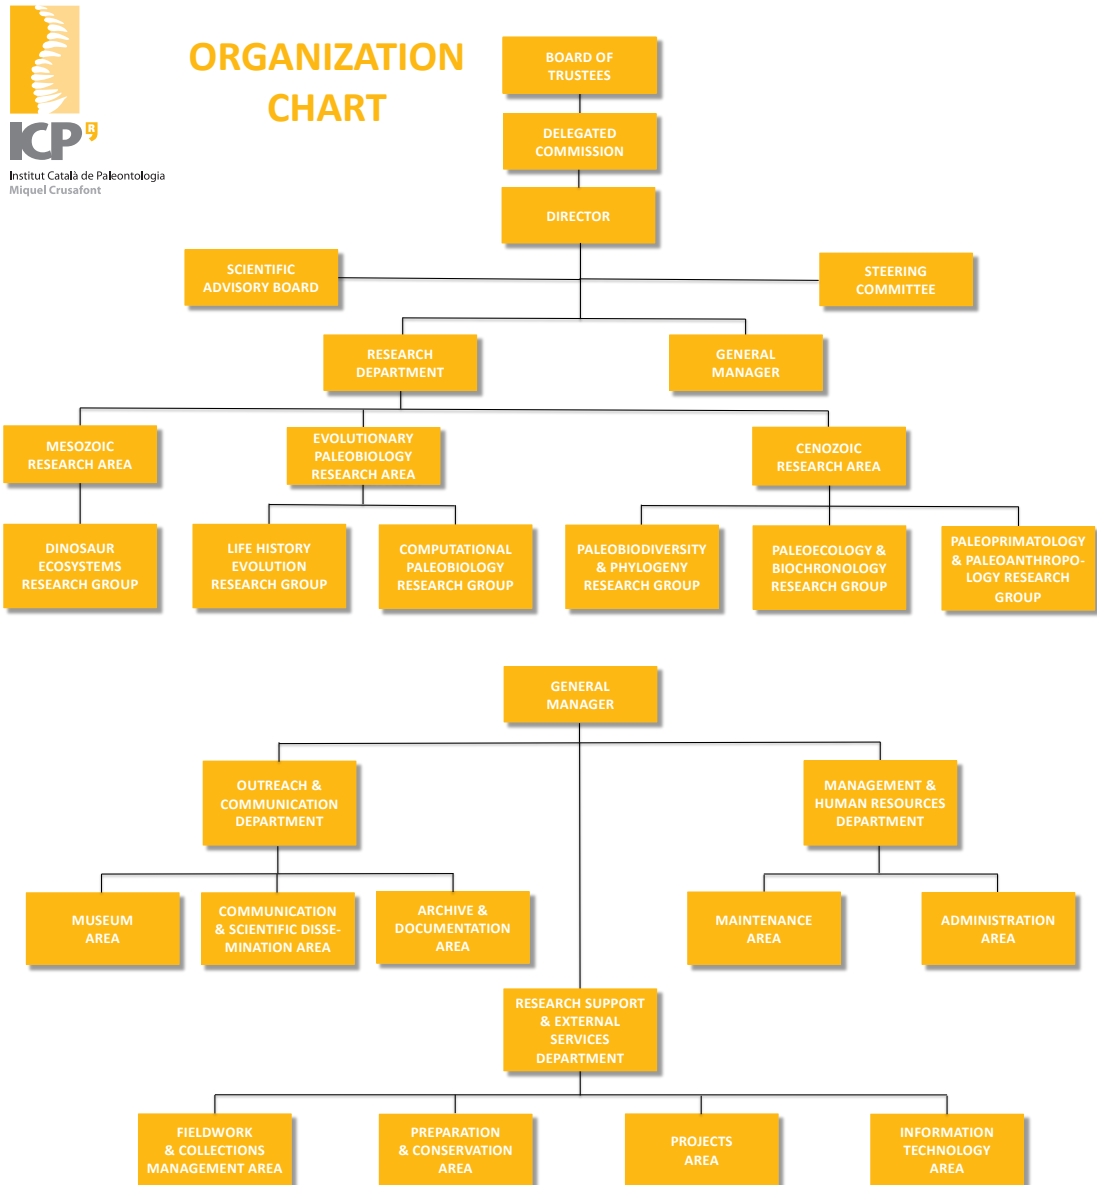 ORGANIZATION
CHART
ICP R
Institut Català de Paleontologia
Miquel Crusafont
BOARD OF
TRUSTEES
DELEGATED
COMMISSION
DIRECTOR
SCIENTIFIC
ADVISORY BOARD
STEERING
COMMITTEE
RESEARCH
DEPARTMENT
GENERAL
MANAGER
MESOZOIC
RESEARCH AREA
EVOLUTIONARY
PALEOBIOLOGY
RESEARCH AREA
CENOZOIC
RESEARCH AREA
DINOSAUR
ECOSYSTEMS
RESEARCH GROUP
LIFE HISTORY
EVOLUTION
RESEARCH GROUP
COMPUTATIONAL
PALEOBIOLOGY
RESEARCH GROUP
PALEOBIODIVERSITY
& PHYLOGENY
RESEARCH GROUP
PALEOECOLOGY &
BIOCHRONOLOGY
RESEARCH GROUP
PALEOPRIMATOLOGY
& PALEOANTHROPO-
LOGY RESEARCH
GROUP
GENERAL
MANAGER
OUTREACH &
COMMUNICATION
DEPARTMENT
MANAGEMENT &
HUMAN RESOURCES
DEPARTMENT
MUSEUM
AREA
COMMUNICATION
& SCIENTIFIC DISSE-
MINATION AREA
ARCHIVE &
DOCUMENTATION
AREA
MAINTENANCE
AREA
ADMINISTRATION
AREA
RESEARCH SUPPORT
& EXTERNAL
SERVICES
DEPARTMENT
FIELDWORK
& COLLECTIONS
MANAGEMENT AREA
PREPARATION
& CONSERVATION
AREA
PROJECTS
AREA
INFORMATION
TECHNOLOGY
AREA